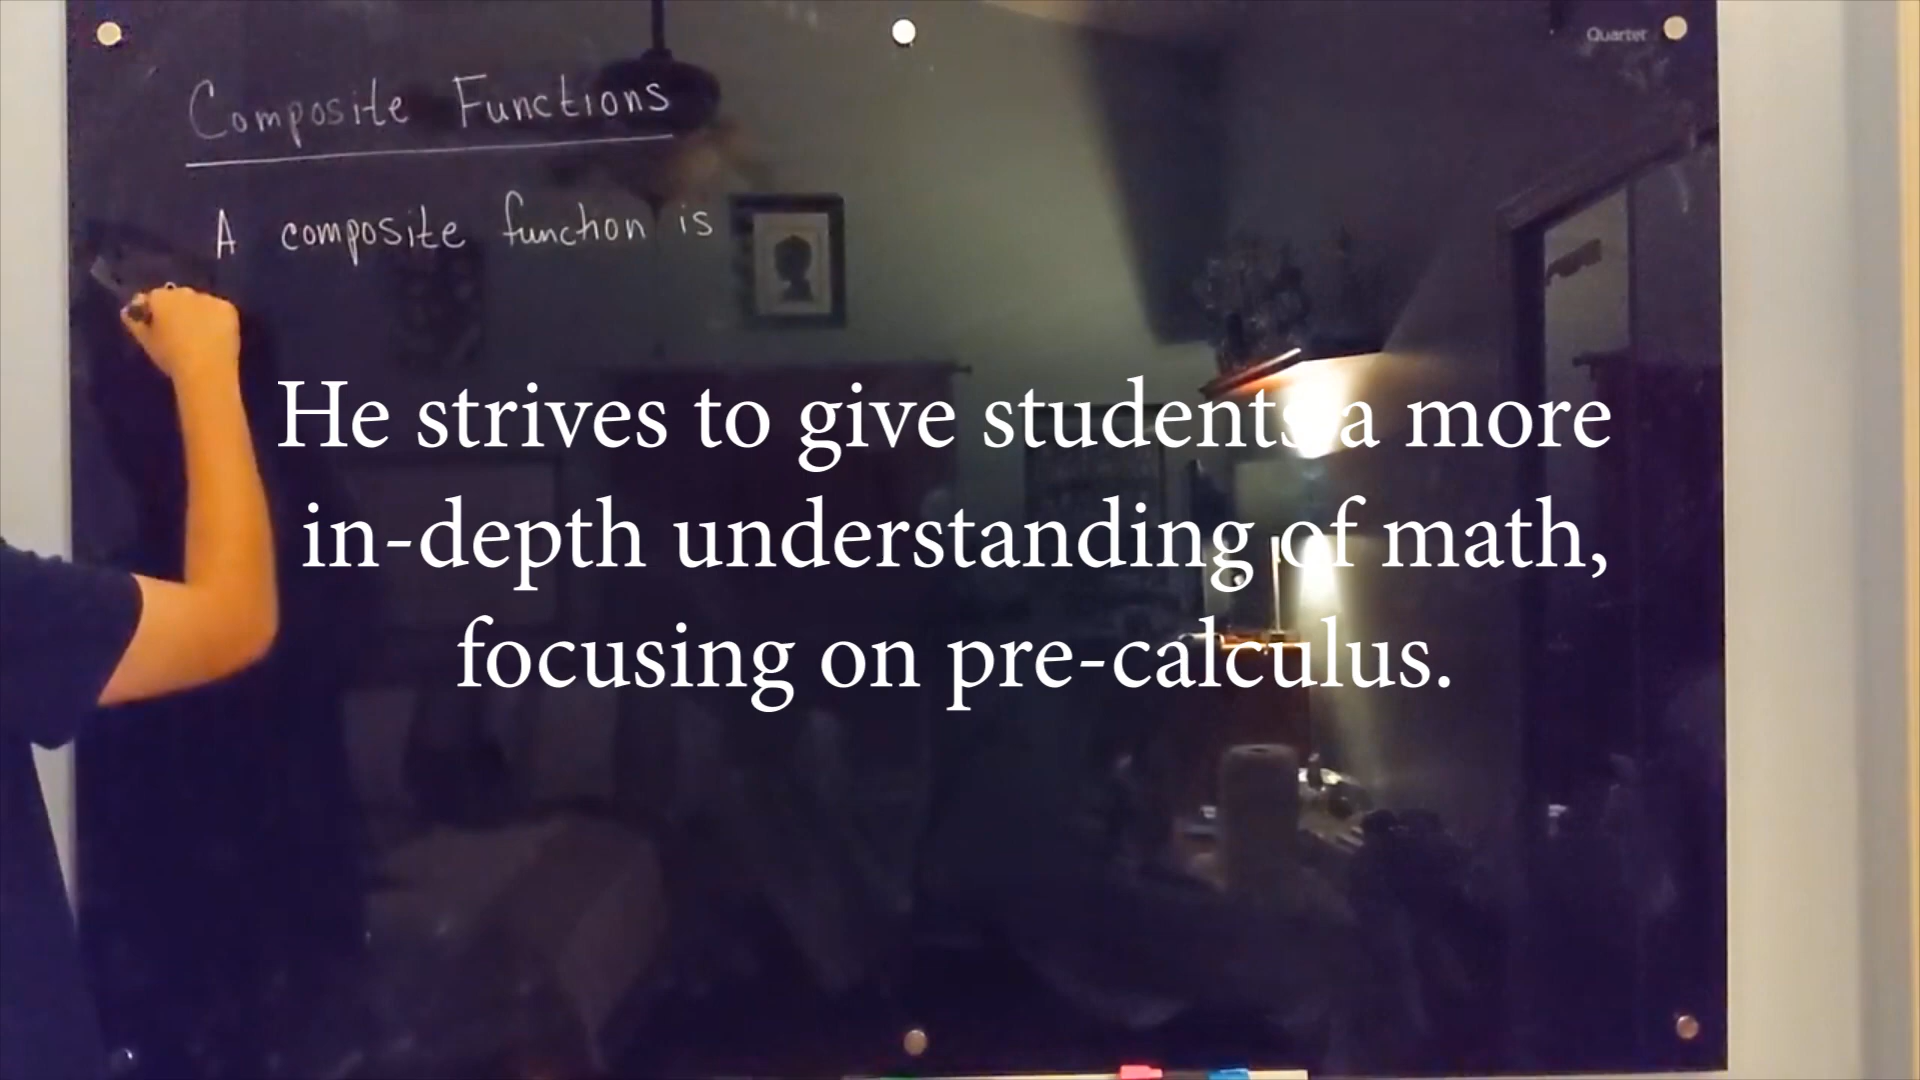 Quartet
Composite Functions
A composite function is
He strives to give students a more
in-depth understanding of math,
focusing on pre-calculus.